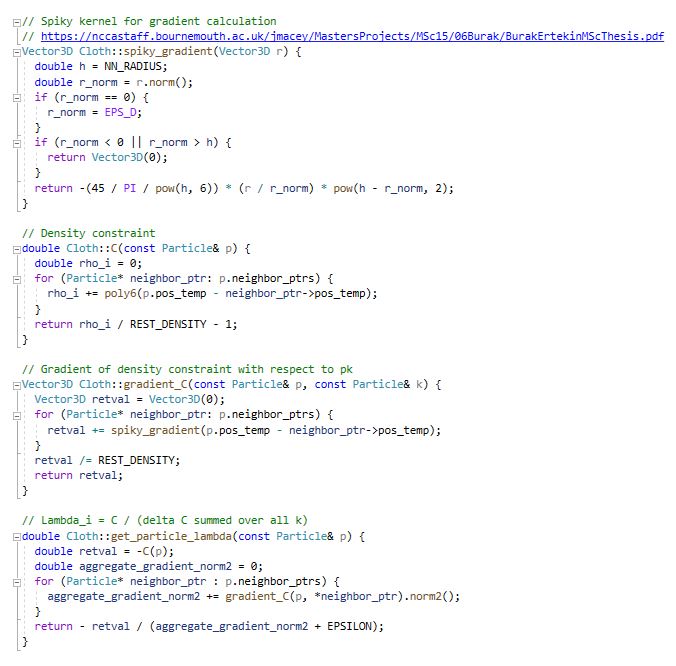 // Spiky kernel for gradient calculation
// https://nccastaff.bournemouth.ac.uk/jmacey/MastersProjects/MSc15/06Burak/BurakErtekinMScThesis.pdf
Vector3D Cloth::spiky_gradient(Vector3D r) {
  double h = NN_RADIUS;
  double r_norm = r.norm();
  if (r_norm == 0) {
    r_norm = EPS_D;
  }
  if (r_norm < 0 || r_norm > h) {
    return Vector3D(0);
  }
  return -(45 / PI / pow(h, 6)) * (r / r_norm) * pow(h - r_norm, 2);
}

// Density constraint
double Cloth::C(const Particle& p) {
  double rho_i = 0;
  for (Particle* neighbor_ptr: p.neighbor_ptrs) {
    rho_i += poly6(p.pos_temp - neighbor_ptr->pos_temp);
  }
  return rho_i / REST_DENSITY - 1;
}

// Gradient of density constraint with respect to pk
Vector3D Cloth::gradient_C(const Particle& p, const Particle& k) {
  Vector3D retval = Vector3D(0);
  for (Particle* neighbor_ptr: p.neighbor_ptrs) {
    retval += spiky_gradient(p.pos_temp - neighbor_ptr->pos_temp);
  }
  retval /= REST_DENSITY;
  return retval;
}

// Lambda_i = C / (delta C summed over all k)
double Cloth::get_particle_lambda(const Particle& p) {
  double retval = -C(p);
  double aggregate_gradient_norm2 = 0;
  for (Particle* neighbor_ptr : p.neighbor_ptrs) {
    aggregate_gradient_norm2 += gradient_C(p, *neighbor_ptr).norm2();
  }
  return - retval / (aggregate_gradient_norm2 + EPSILON);
}